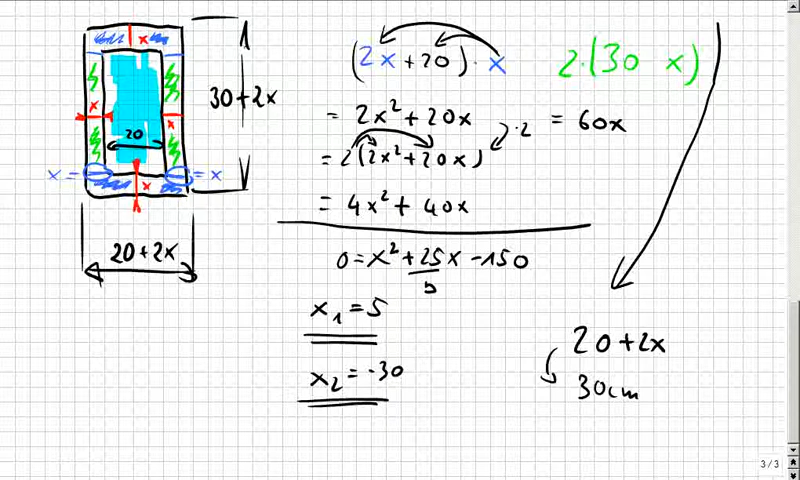 x
x
x
x
20
x = = x
30+2x
20+2x
(2x+20)·x
= 2x² + 20x
= 2(2x² + 20x) ·2
= 4x² + 40x
2·(30 x)
= 60x
0=x² +25x -150
5
x₁ = 5
x₂ = -30
20+2x
30cm
3/3